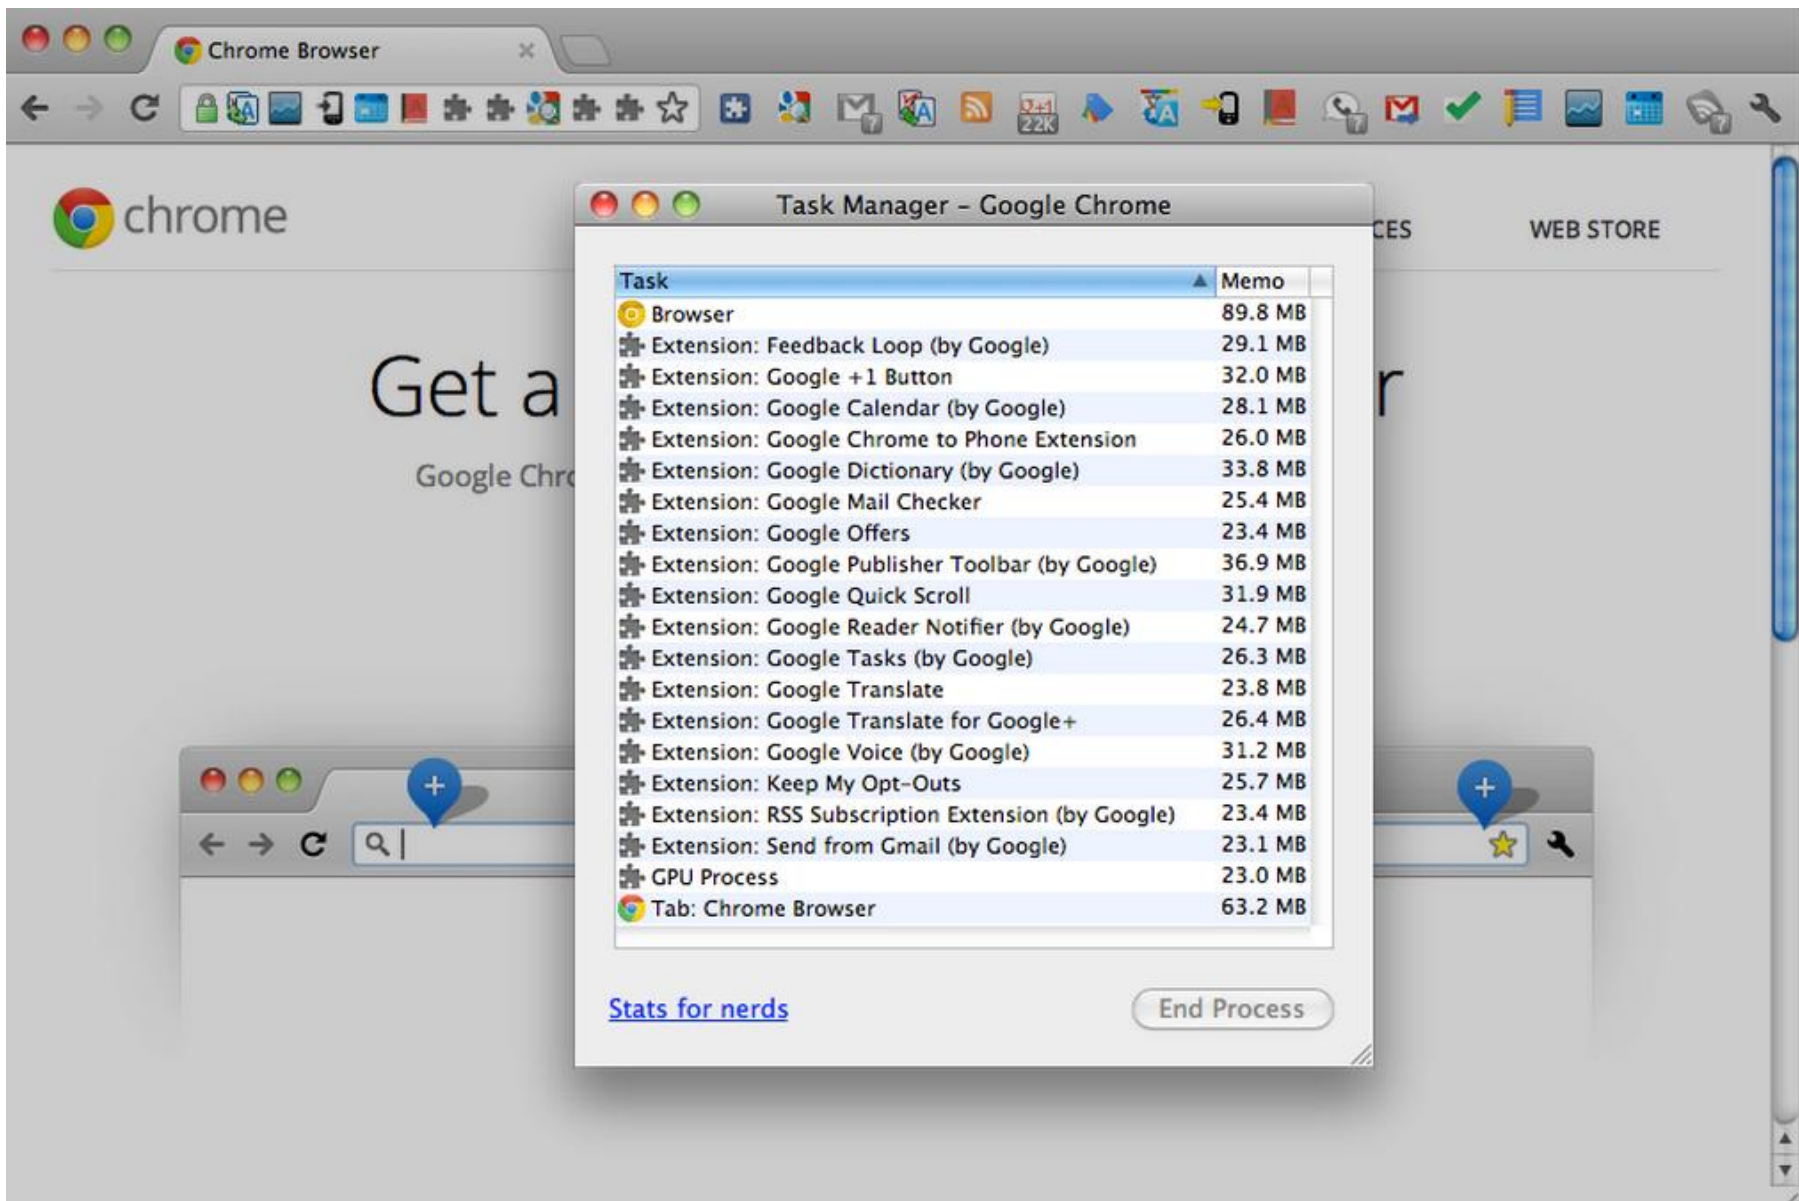 Chrome Browser
?
+1
22K
?
?
chrome
CES
WEB STORE
Get a
r
Google Chro
Task Manager – Google Chrome
Task Memo
Browser 89.8 MB
Extension: Feedback Loop (by Google) 29.1 MB
Extension: Google +1 Button 32.0 MB
Extension: Google Calendar (by Google) 28.1 MB
Extension: Google Chrome to Phone Extension 26.0 MB
Extension: Google Dictionary (by Google) 33.8 MB
Extension: Google Mail Checker 25.4 MB
Extension: Google Offers 23.4 MB
Extension: Google Publisher Toolbar (by Google) 36.9 MB
Extension: Google Quick Scroll 31.9 MB
Extension: Google Reader Notifier (by Google) 24.7 MB
Extension: Google Tasks (by Google) 26.3 MB
Extension: Google Translate 23.8 MB
Extension: Google Translate for Google+ 26.4 MB
Extension: Google Voice (by Google) 31.2 MB
Extension: Keep My Opt-Outs 25.7 MB
Extension: RSS Subscription Extension (by Google) 23.4 MB
Extension: Send from Gmail (by Google) 23.1 MB
GPU Process 23.0 MB
Tab: Chrome Browser 63.2 MB
Stats for nerds
End Process